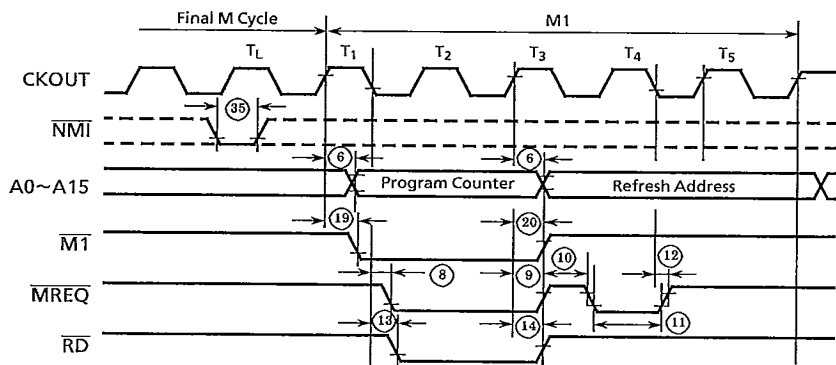 Final M Cycle M1
TL T1 T2 T3 T4 T5
CKOUT
35
NMI
6 6
A0~A15 Program Counter Refresh Address
19 20
M1
8 9 10 12
MREQ
13 14 11
RD